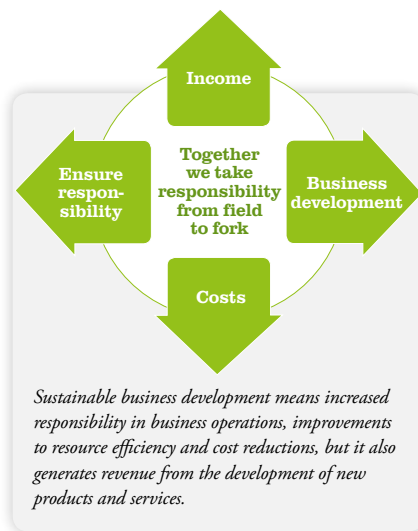 Income
Ensure
respon-
sibility
Together
we take
responsibility
from field
to fork
Business
development
Costs
Sustainable business development means increased
responsibility in business operations, improvements
to resource efficiency and cost reductions, but it also
generates revenue from the development of new
products and services.